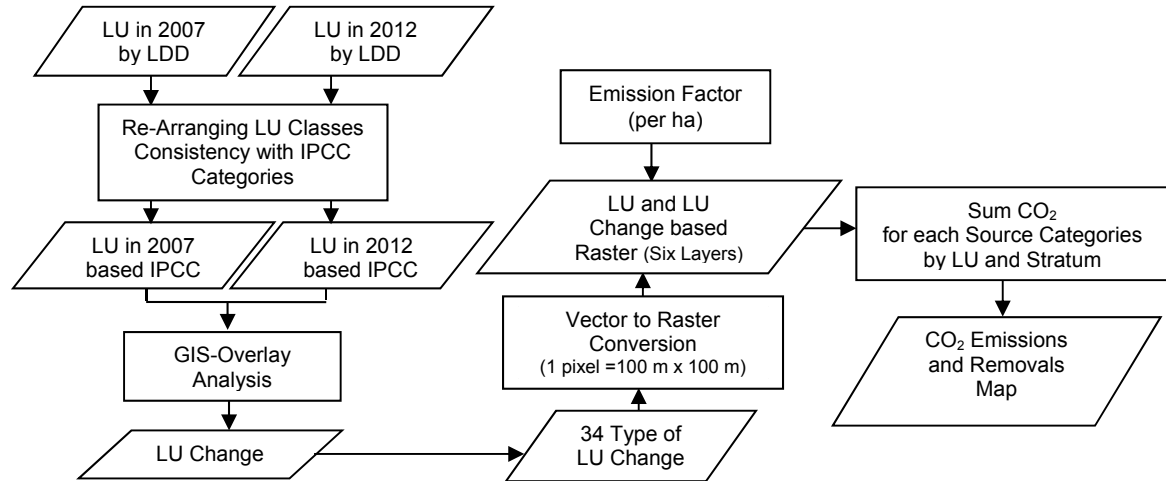 LU in 2007
by LDD
LU in 2012
by LDD
Re-Arranging LU Classes
Consistency with IPCC
Categories
LU in 2007
based IPCC
LU in 2012
based IPCC
GIS-Overlay
Analysis
LU Change
34 Type of
LU Change
Vector to Raster
Conversion
(1 pixel =100 m x 100 m)
Emission Factor
(per ha)
LU and LU
Change based
Raster (Six Layers)
Sum CO₂
for each Source Categories
by LU and Stratum
CO₂ Emissions
and Removals
Map